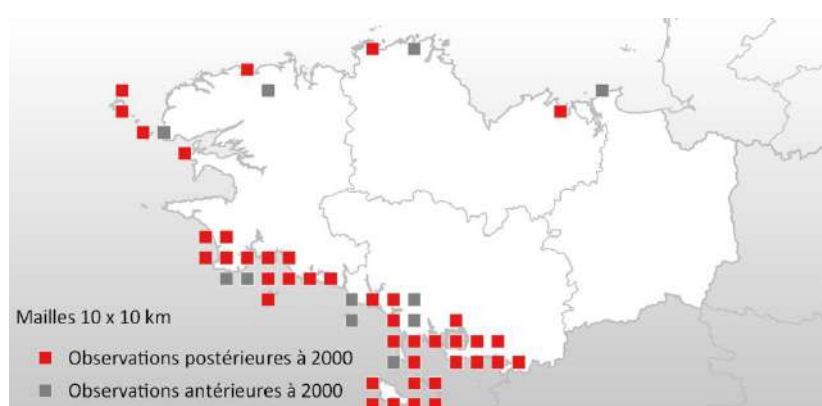 Mailles 10 x 10 km
Observations postérieures à 2000
Observations antérieures à 2000